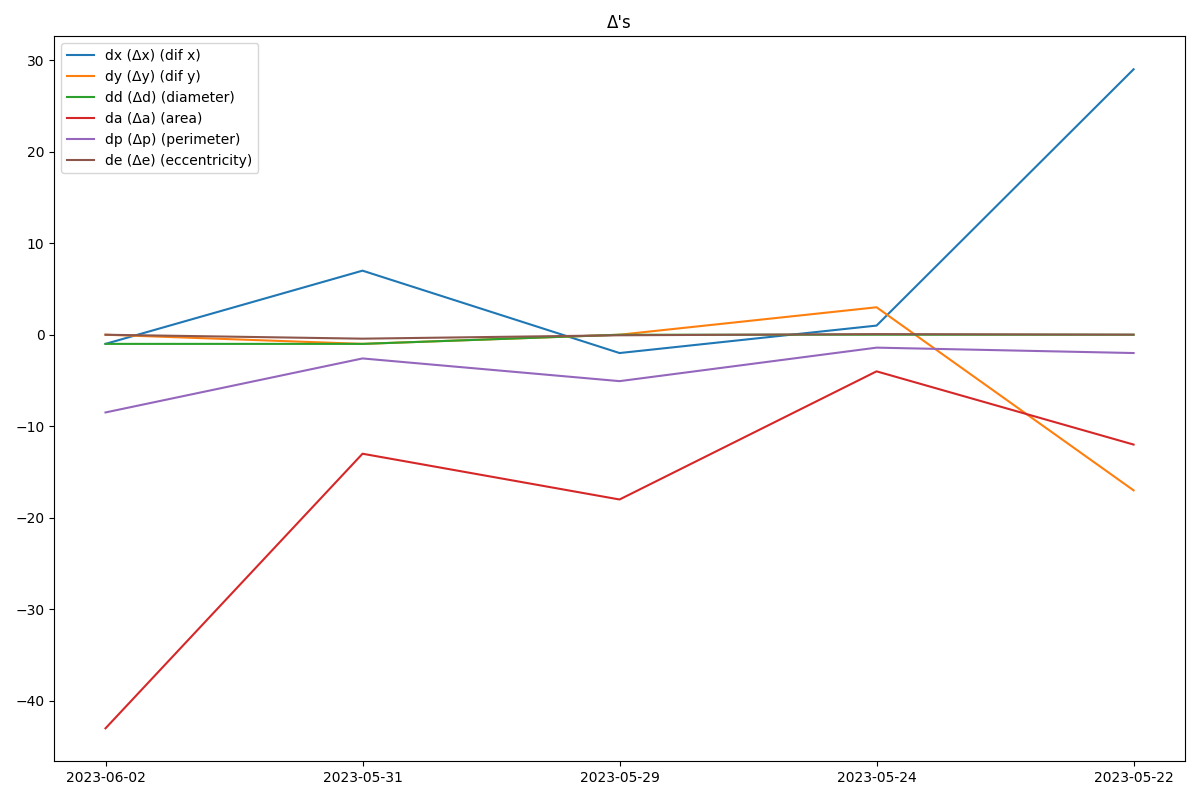 Δ's
dx (Δx) (dif x)
dy (Δy) (dif y)
dd (Δd) (diameter)
da (Δa) (area)
dp (Δp) (perimeter)
de (Δe) (eccentricity)
30
20
10
0
−10
−20
−30
−40
2023-06-02 2023-05-31 2023-05-29 2023-05-24 2023-05-22